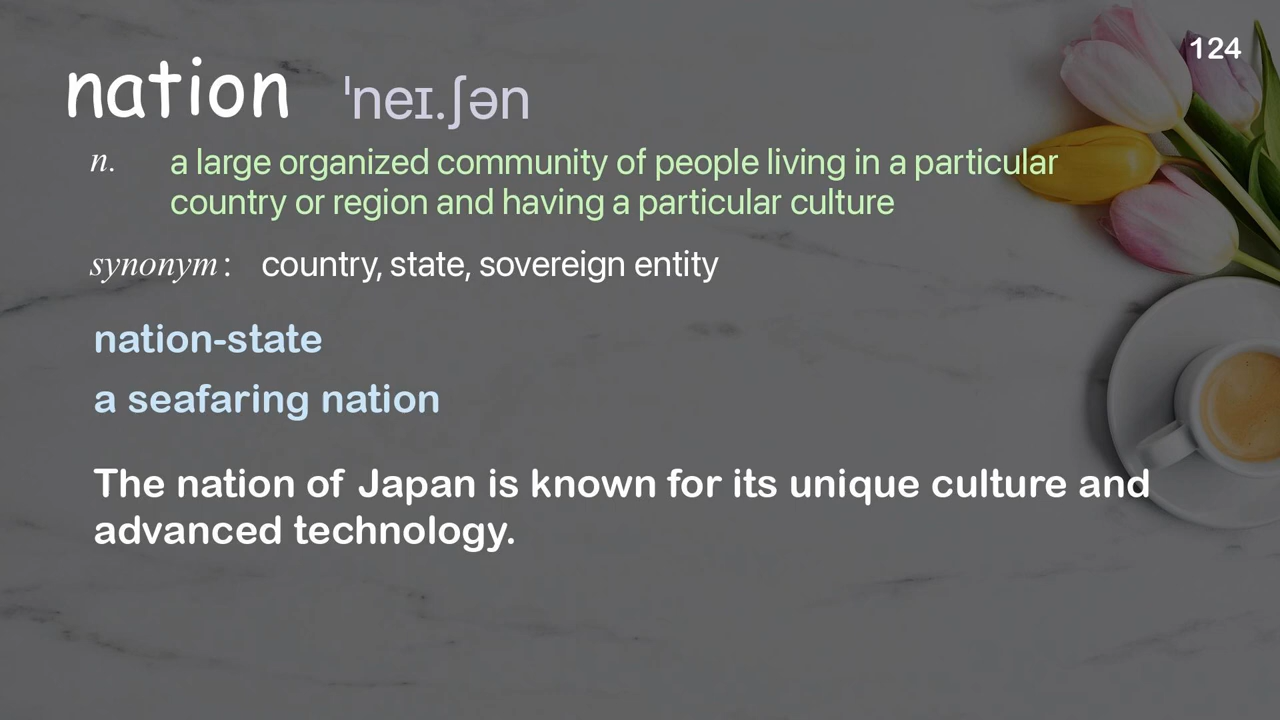 124
nation ˈneɪ.ʃən
n. a large organized community of people living in a particular
country or region and having a particular culture
synonym: country, state, sovereign entity
nation-state
a seafaring nation
The nation of Japan is known for its unique culture and
advanced technology.